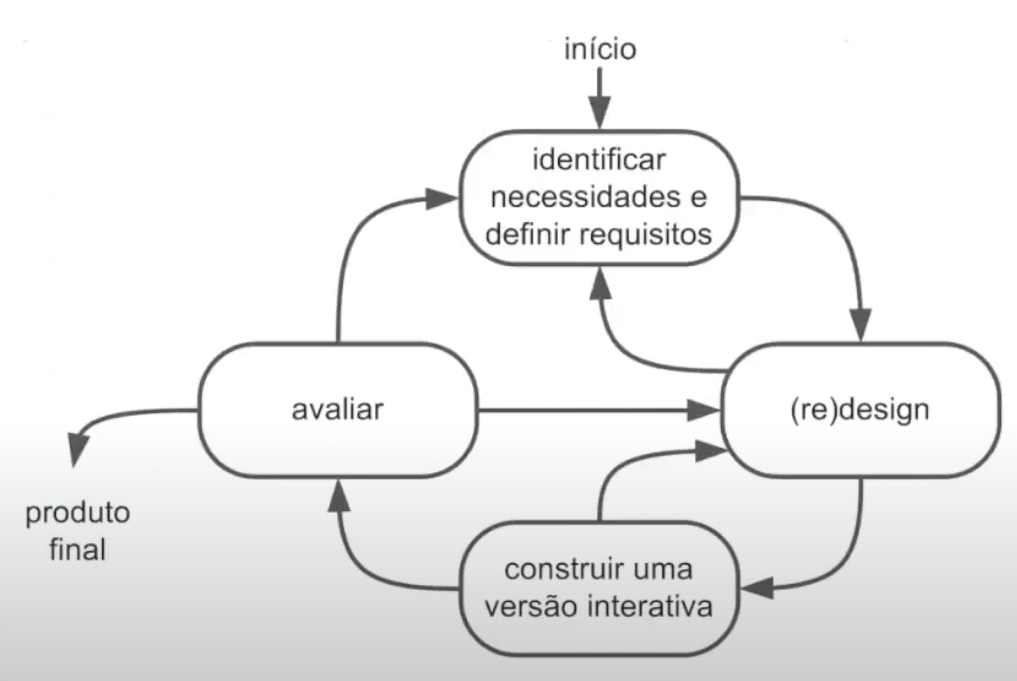 início
identificar
necessidades e
definir requisitos
avaliar
(re)design
produto
final
construir uma
versão interativa